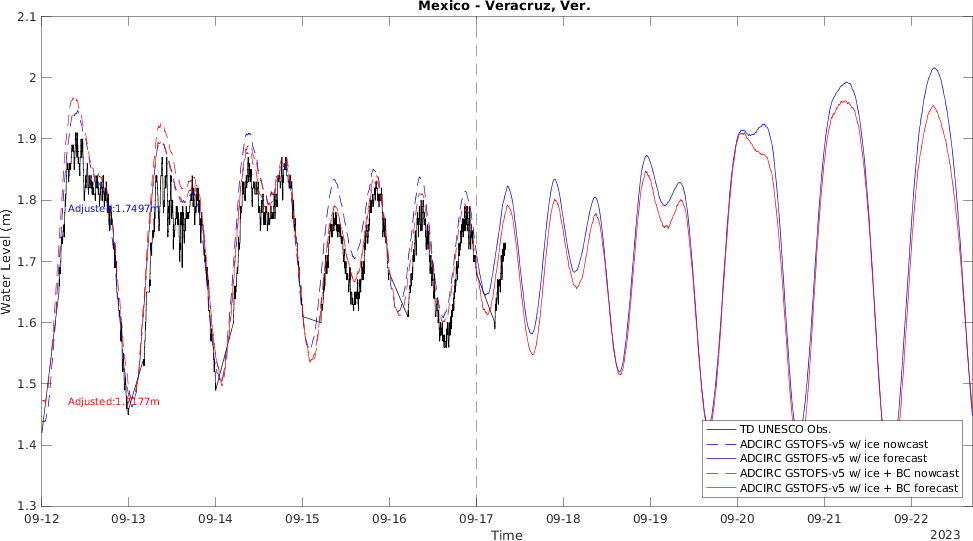 Mexico - Veracruz, Ver.
2.1
2
1.9
1.8
1.7
1.6
1.5
1.4
1.3
Water Level (m)
Adjusted:1.7497m
TD UNESCO Obs.
ADCIRC GSTOFS-v5 w/ ice nowcast
ADCIRC GSTOFS-v5 w/ ice forecast
ADCIRC GSTOFS-v5 w/ ice + BC nowcast
ADCIRC GSTOFS-v5 w/ ice + BC forecast
09-12 09-13 09-14 09-15 09-16 09-17 09-18 09-19 09-20 09-21 09-22
Time
2023